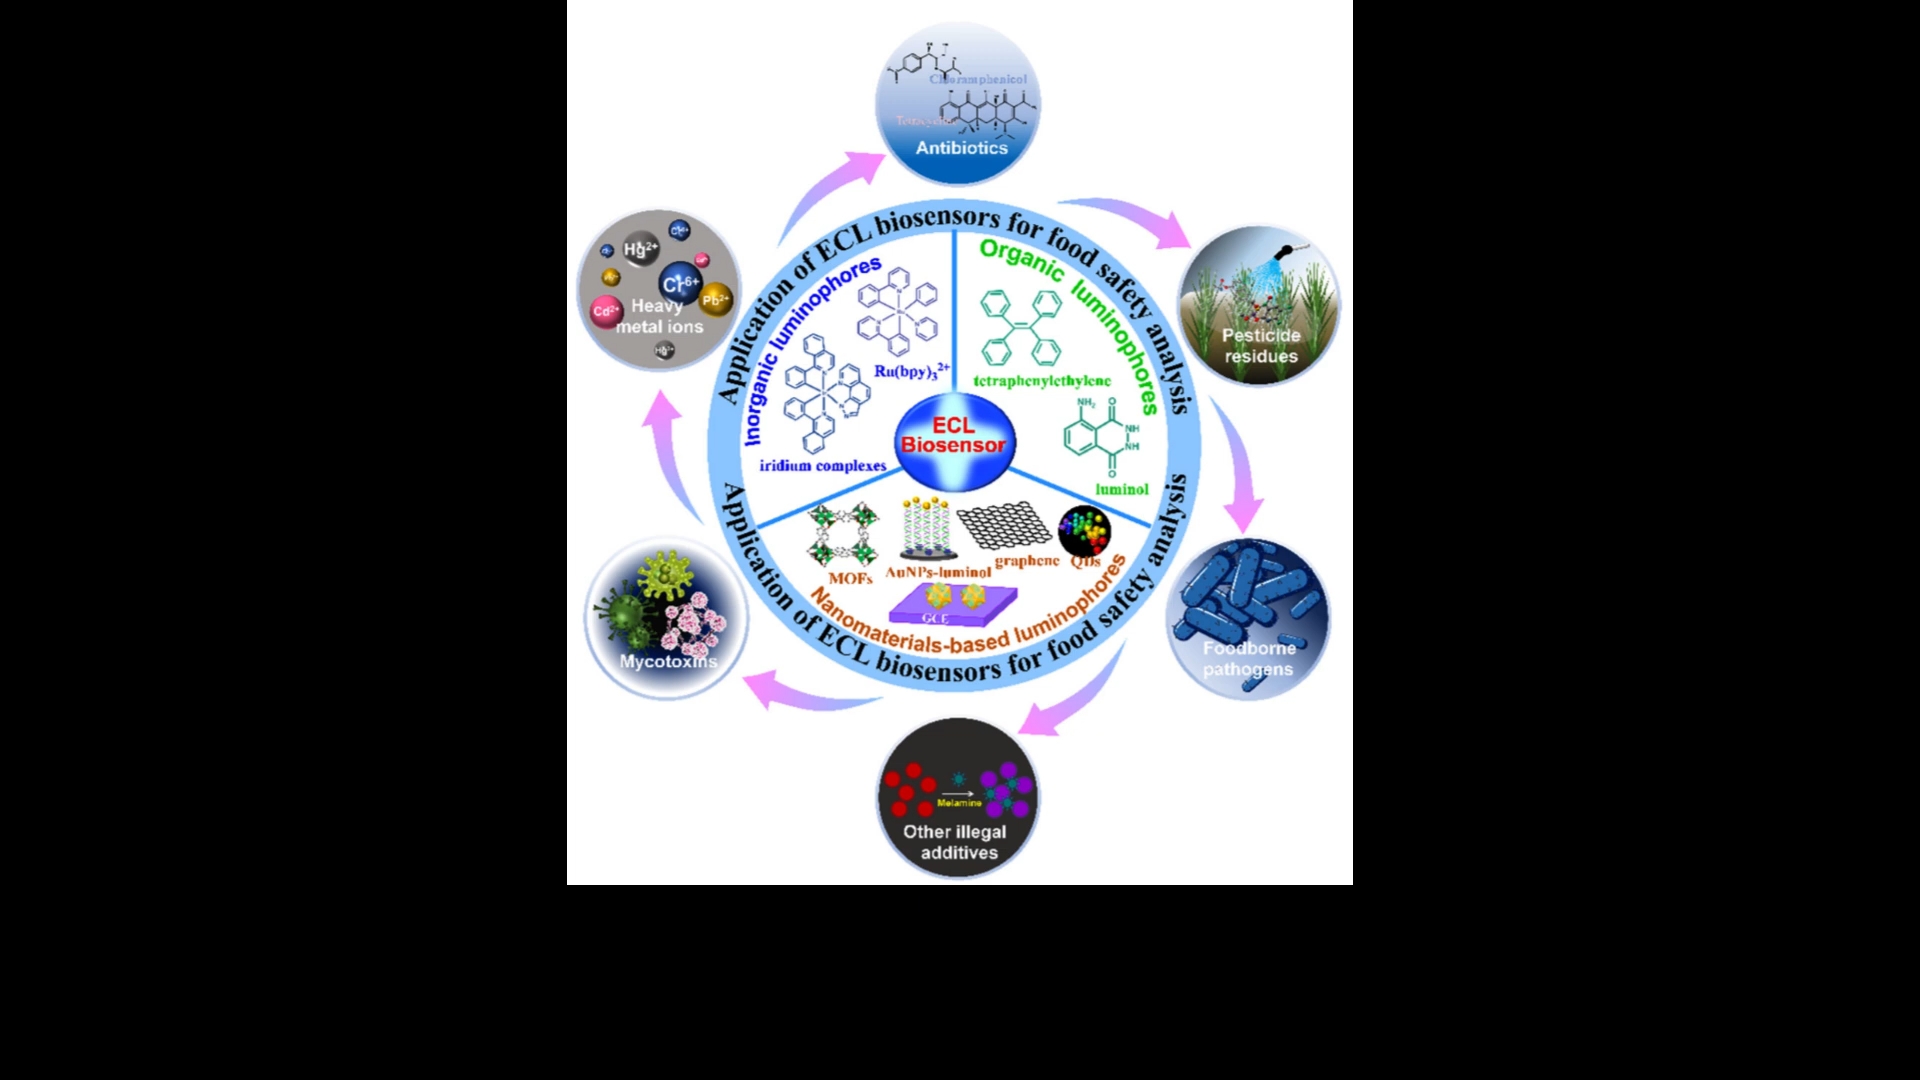 Chloramphenicol
Tetracycline
Antibiotics
Application of ECL biosensors for food safety analysis
Hg²⁺
Cr⁶⁺
Pb²⁺
Cd²⁺
Heavy
metal ions
Hg²⁺
Pesticide
residues
Inorganic luminophores
Ru(bpy)₃²⁺
iridium complexes
Organic luminophores
tetraphenylethylene
NH₂
O
NH
NH
O
luminol
ECL
Biosensor
MOFs
AuNPs-luminol
graphene
QDs
GCE
Nanomaterials-based luminophores
Application of ECL biosensors for food safety analysis
Mycotoxins
Foodborne
pathogens
Melamine
Other illegal
additives